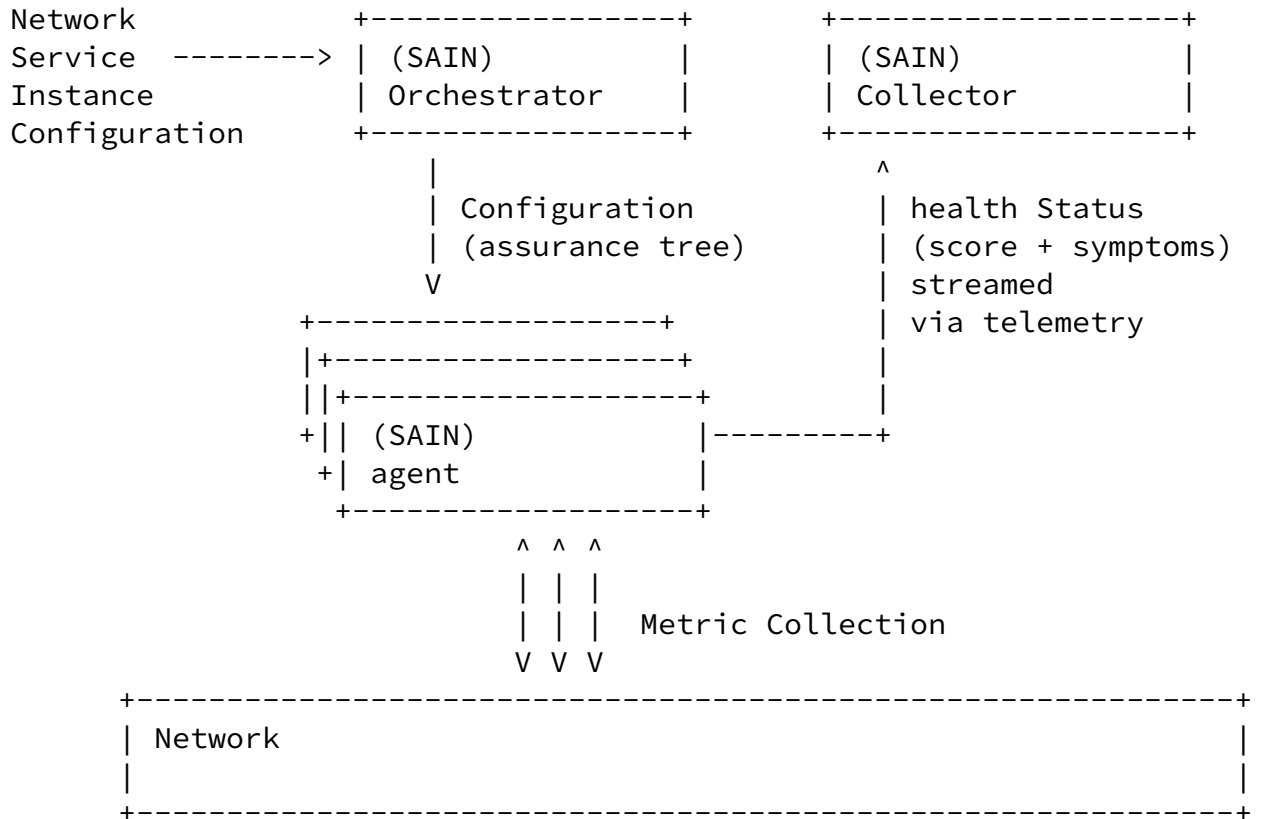 Network
Service
Instance
Configuration
(SAIN)
Orchestrator
(SAIN)
Collector
Configuration
(assurance tree)
health Status
(score + symptoms)
streamed
via telemetry
(SAIN)
agent
Metric Collection
Network